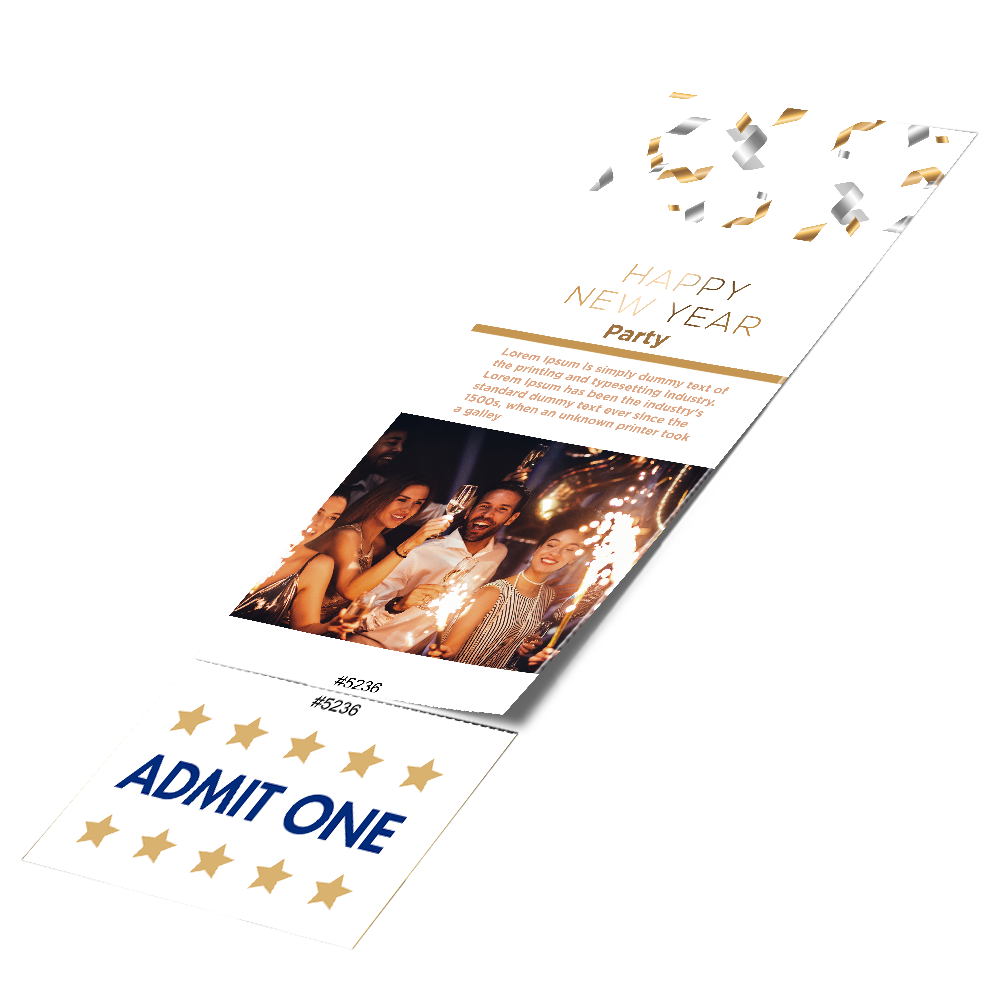 HAPPY
NEW YEAR
Party
Lorem Ipsum is simply dummy text of
the printing and typesetting industry.
Lorem Ipsum has been the industry's
standard dummy text ever since the
1500s, when an unknown printer took
a galley
#5236
#5236
ADMIT ONE